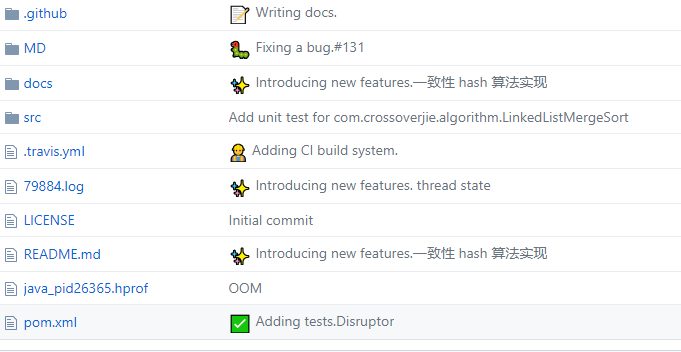 .github Writing docs.
MD Fixing a bug.#131
docs Introducing new features.一致性 hash 算法实现
src Add unit test for com.crossoverjie.algorithm.LinkedListMergeSort
.travis.yml Adding CI build system.
79884.log Introducing new features. thread state
LICENSE Initial commit
README.md Introducing new features.一致性 hash 算法实现
java_pid26365.hprof OOM
pom.xml Adding tests.Disruptor